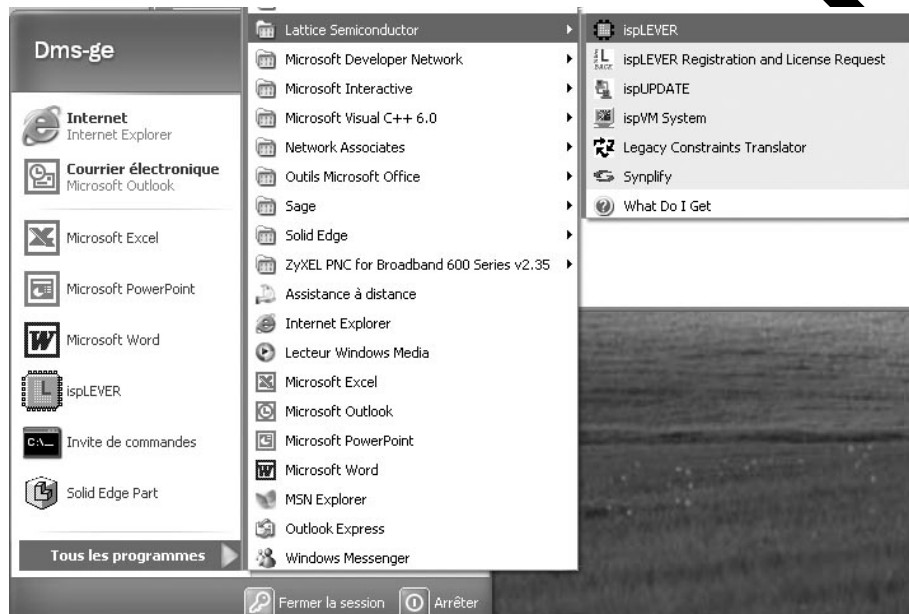 Dms-ge
Internet
Internet Explorer
Courrier électronique
Microsoft Outlook
Microsoft Excel
Microsoft PowerPoint
Microsoft Word
ispLEVER
Invite de commandes
Solid Edge Part
Tous les programmes
Lattice Semiconductor
Microsoft Developer Network
Microsoft Interactive
Microsoft Visual C++ 6.0
Network Associates
Outils Microsoft Office
Sage
Solid Edge
ZyXEL PNC for Broadband 600 Series v2.35
Assistance à distance
Internet Explorer
Lecteur Windows Media
Microsoft Excel
Microsoft Outlook
Microsoft PowerPoint
Microsoft Word
MSN Explorer
Outlook Express
Windows Messenger
ispLEVER
ispLEVER Registration and License Request
ispUPDATE
ispVM System
Legacy Constraints Translator
Synplify
What Do I Get
Fermer la session
Arrêter